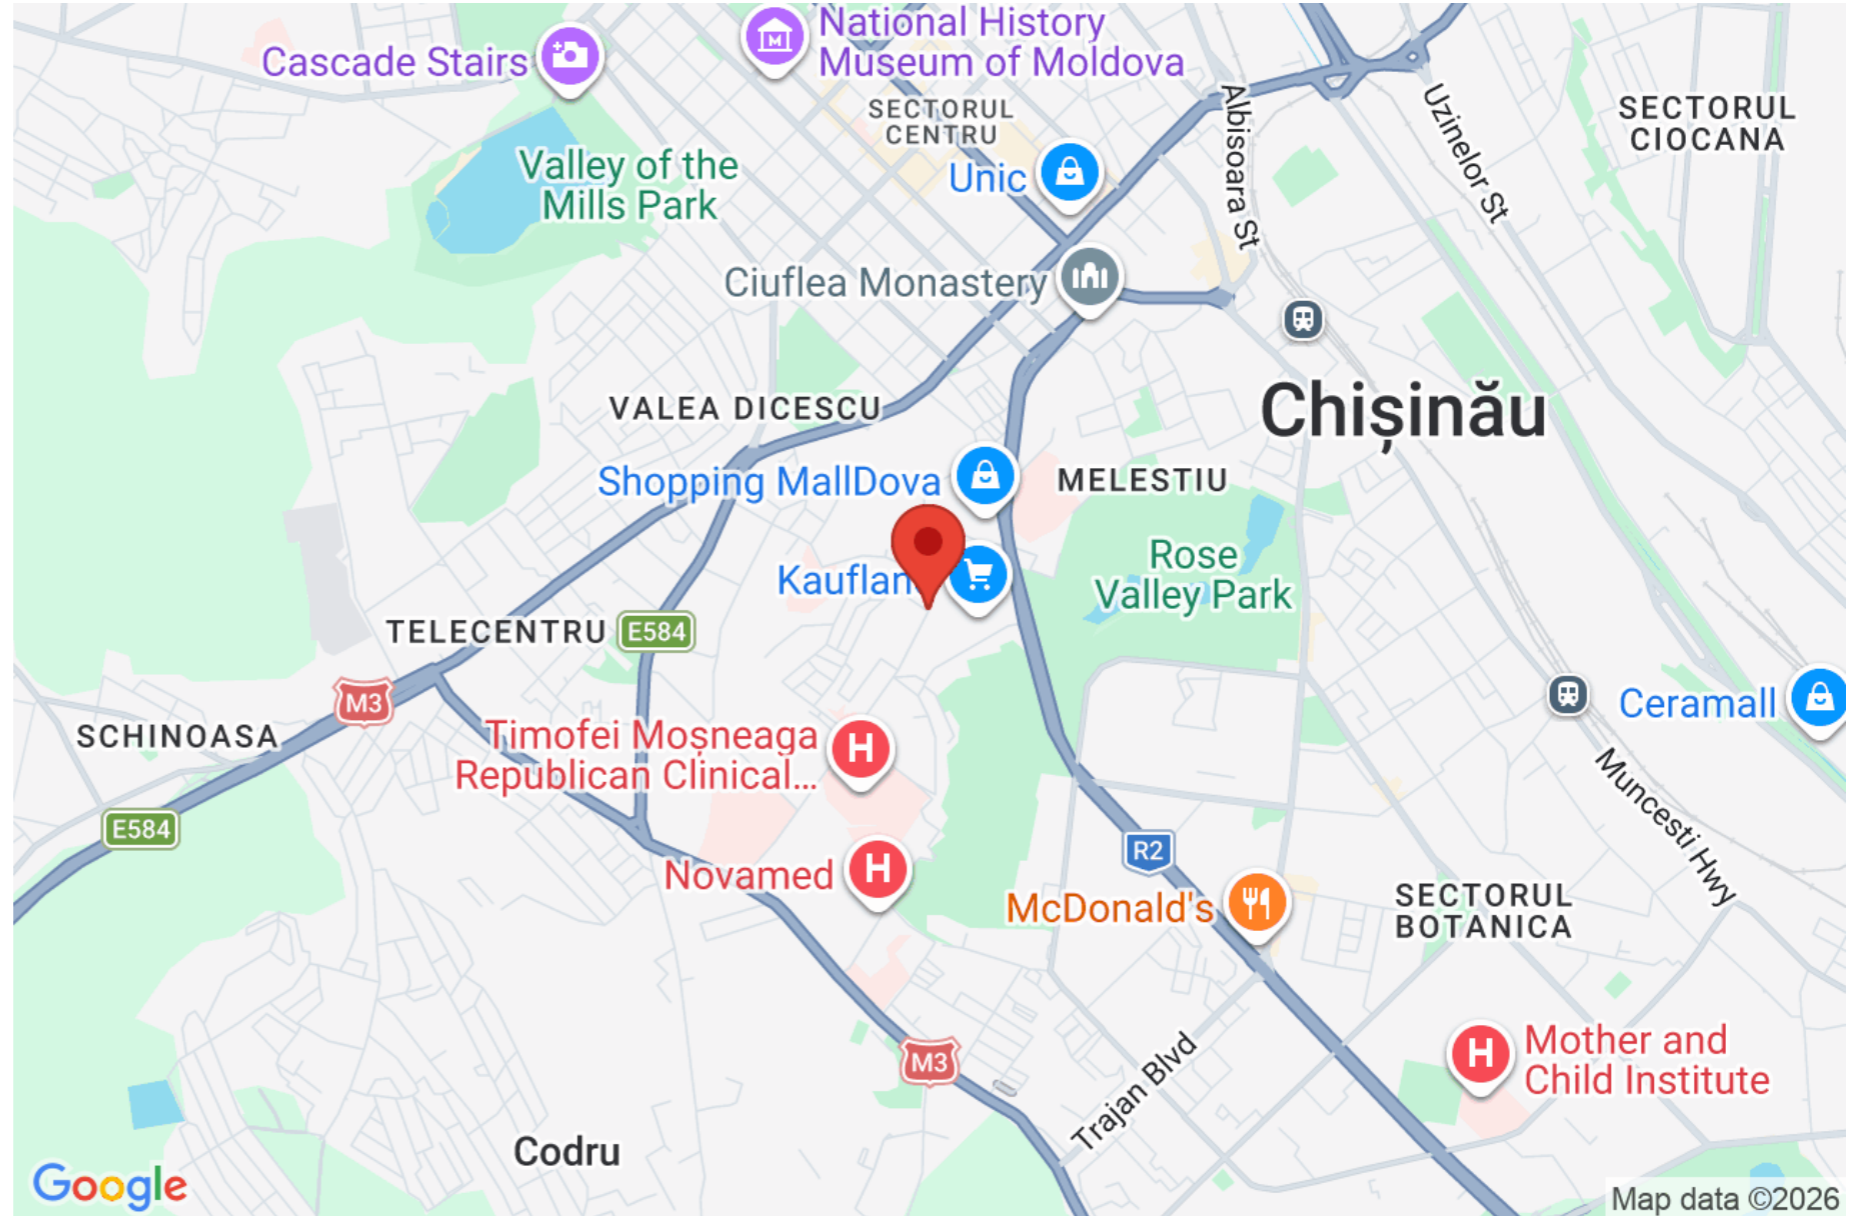 National History
Museum of Moldova
Cascade Stairs
SECTORUL
CENTRU
SECTORUL
CIOCANA
Albisoara St
Uzinelor St
Valley of the
Mills Park
Unic
Ciuflea Monastery
Chișinău
VALEA DICESCU
Shopping MallDova
MELESTIU
Rose
Valley Park
Kauflan
TELECENTRU
E584
M3
SCHINOASA
Ceramall
Timofei Moșneaga
Republican Clinical...
E584
Muncesti Hwy
R2
Novamed
McDonald's
SECTORUL
BOTANICA
M3
Mother and
Child Institute
Trajan Blvd
Codru
Google
Map data ©2026